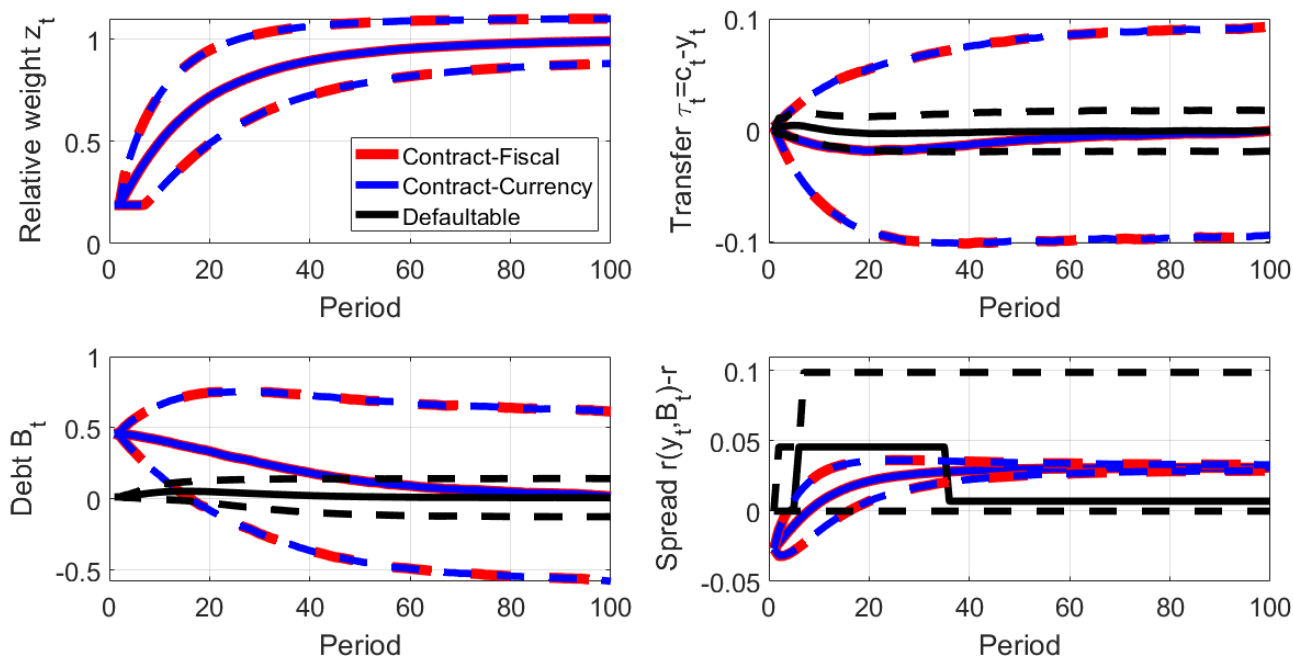 Relative weight z_t
1
0.5
0
0 20 40 60 80 100
Period
Contract-Fiscal
Contract-Currency
Defaultable
Transfer τ_t=c_t-y_t
0.1
0
-0.1
0 20 40 60 80 100
Period
Debt B_t
1
0.5
0
-0.5
0 20 40 60 80 100
Period
Spread r(y_t,B_t)-r
0.1
0.05
0
-0.05
0 20 40 60 80 100
Period